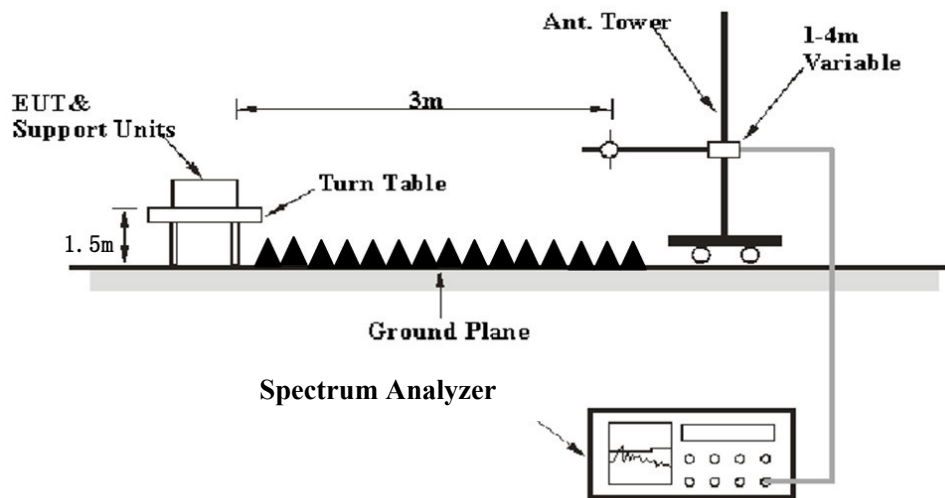 Ant. Tower
1-4m
Variable
EUT&
Support Units
3m
Turn Table
1.5m
Ground Plane
Spectrum Analyzer